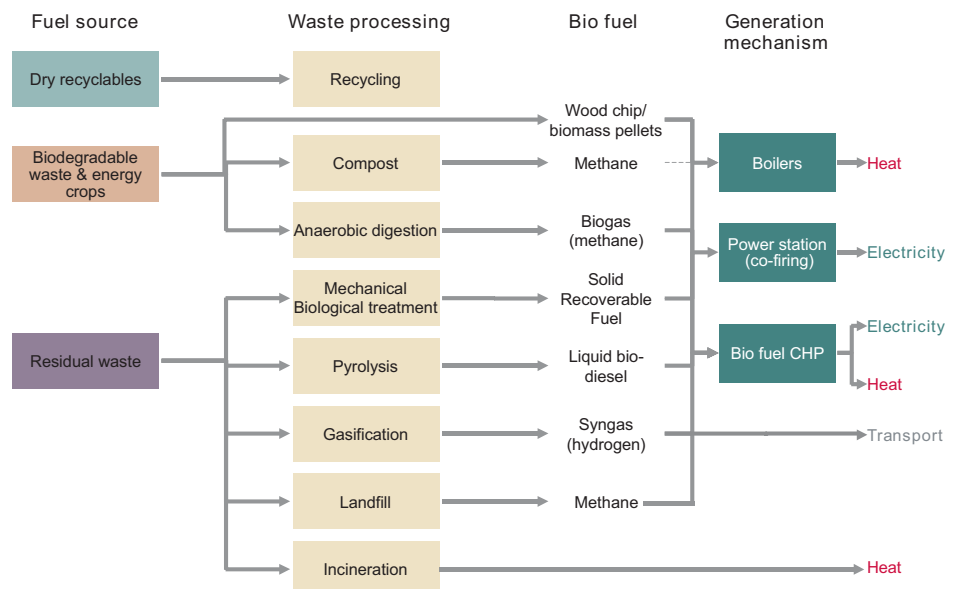 Fuel source
Waste processing
Bio fuel
Generation
mechanism
Dry recyclables
Recycling
Wood chip/
biomass pellets
Biodegradable
waste & energy
crops
Compost
Methane
Boilers
Heat
Anaerobic digestion
Biogas
(methane)
Power station
(co-firing)
Electricity
Mechanical
Biological treatment
Solid
Recoverable
Fuel
Electricity
Residual waste
Pyrolysis
Liquid bio-
diesel
Bio fuel CHP
Heat
Gasification
Syngas
(hydrogen)
Transport
Landfill
Methane
Incineration
Heat